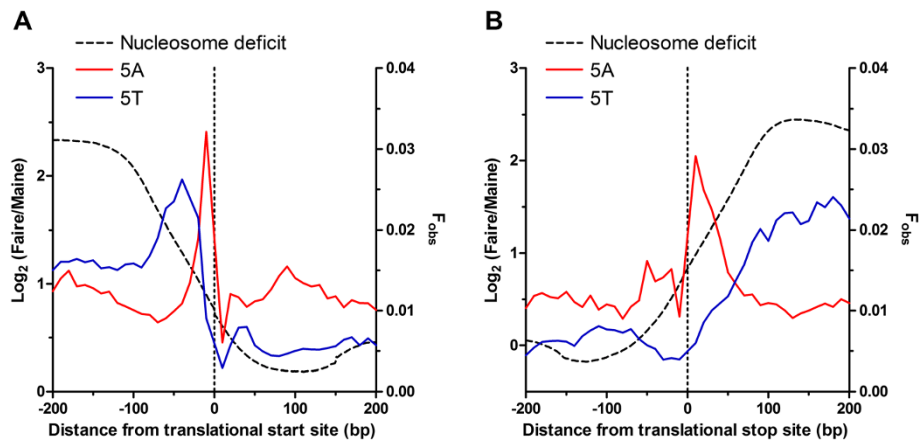 A
Nucleosome deficit
5A
5T
3
2
1
0
Log2 (Faire/Maine)
0.04
0.03
0.02
0.01
0.00
Fobs
-200 -100 0 100 200
Distance from translational start site (bp)
B
Nucleosome deficit
5A
5T
3
2
1
0
Log2 (Faire/Maine)
0.04
0.03
0.02
0.01
0.00
Fobs
-200 -100 0 100 200
Distance from translational stop site (bp)